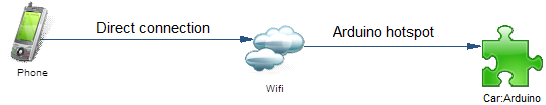 Direct connection
Arduino hotspot
Phone
Wifi
Car:Arduino